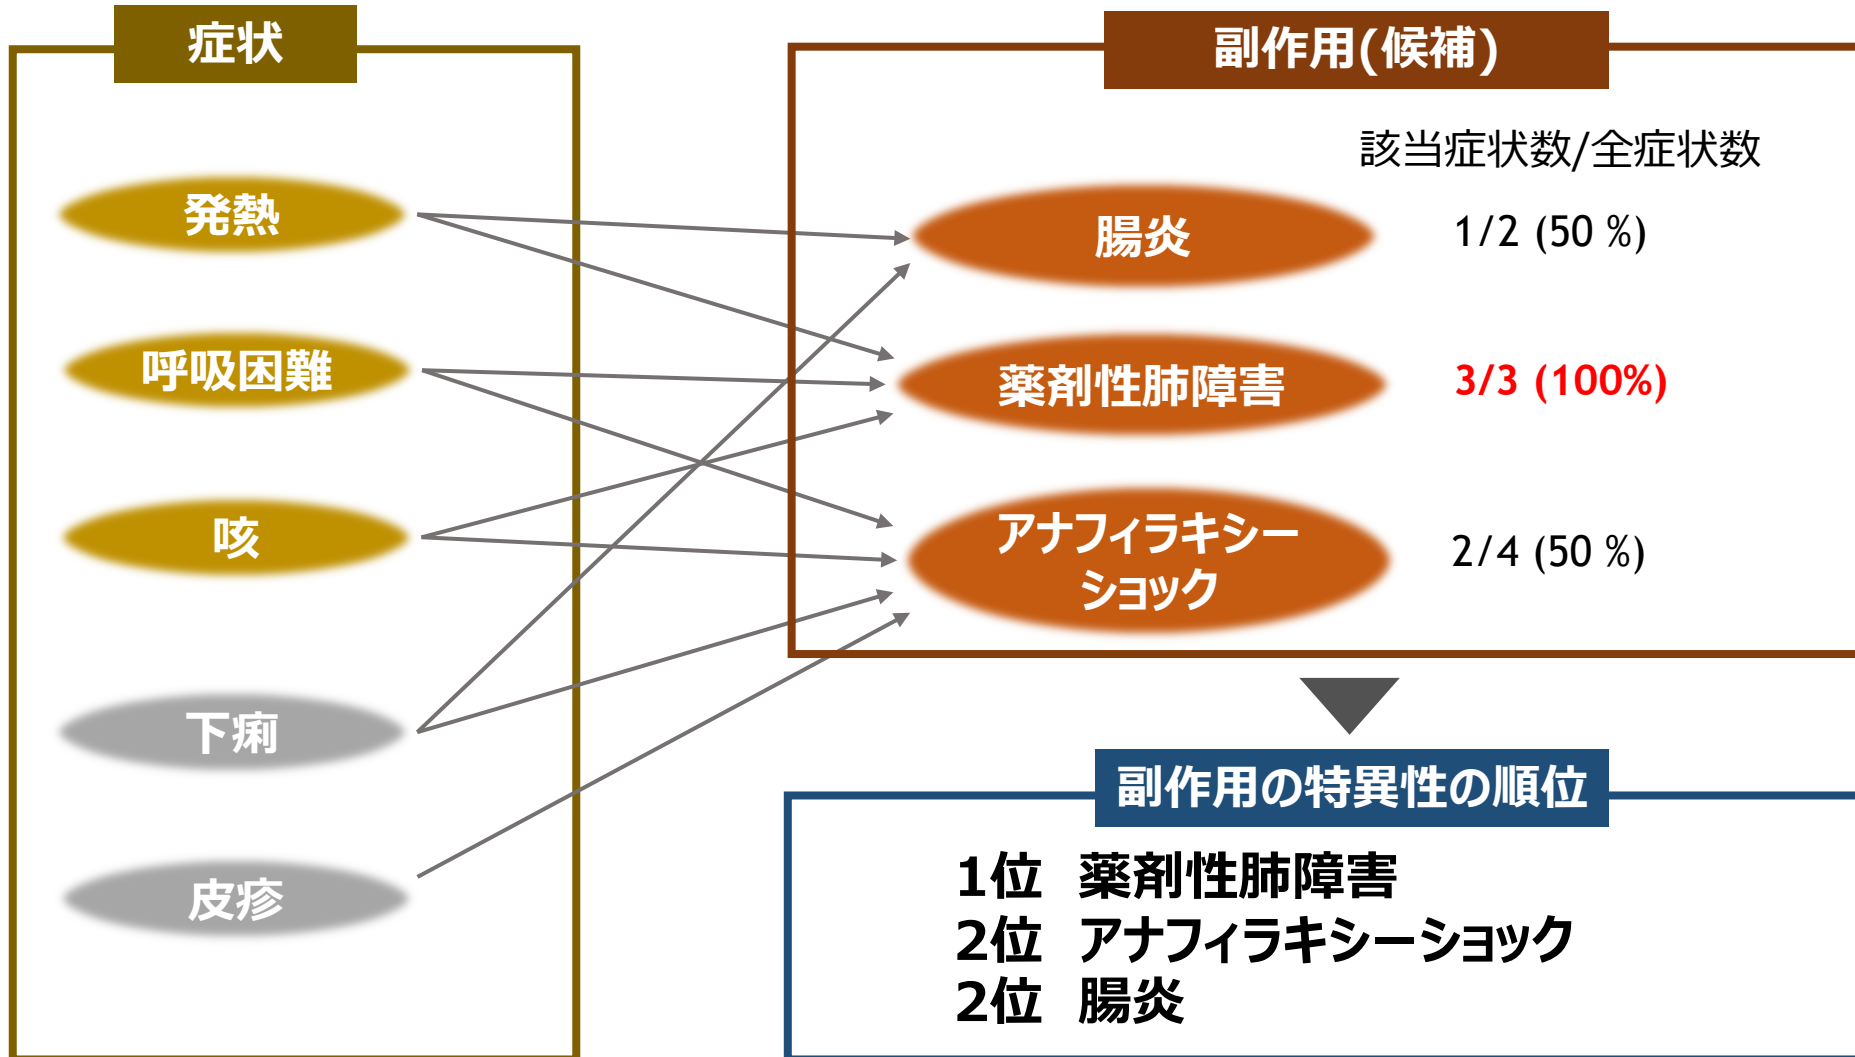 症状
発熱
呼吸困難
咳
下痢
皮疹
副作用(候補)
該当症状数/全症状数
腸炎
1/2 (50 %)
薬剤性肺障害
3/3 (100%)
アナフィラキシー
ショック
2/4 (50 %)
副作用の特異性の順位
1位 薬剤性肺障害
2位 アナフィラキシーショック
2位 腸炎